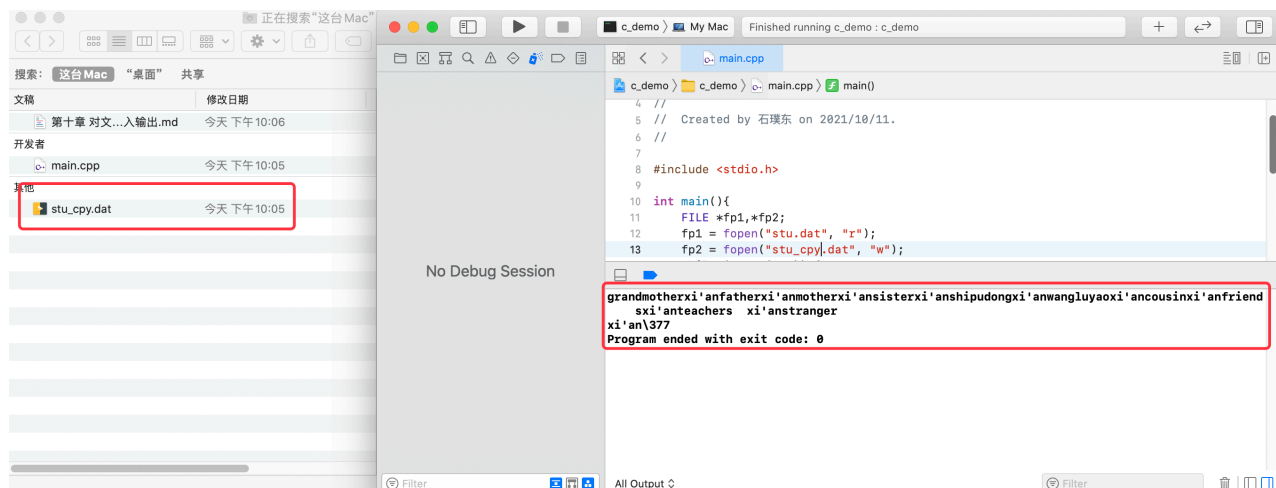 正在搜索“这台 Mac”
搜索： 这台 Mac “桌面” 共享
文稿 修改日期
第十章 对文...入输出.md 今天 下午10:06
开发者
main.cpp 今天 下午10:05
其他
stu_cpy.dat 今天 下午10:05
c_demo 〉 My Mac Finished running c_demo : c_demo
No Debug Session
Filter
main.cpp
c_demo 〉 c_demo 〉 main.cpp 〉 main()
4 //
5 //  Created by 石璞东 on 2021/10/11.
6 //
7
8 #include <stdio.h>
9
10 int main(){
11     FILE *fp1,*fp2;
12     fp1 = fopen("stu.dat", "r");
13     fp2 = fopen("stu_cpy.dat", "w");
grandmotherxi'anfatherxi'anmotherxi'ansisterxi'anshipudongxi'anwangluyaoxi'ancousinxi'anfriend
sxi'anteachers  xi'anstranger
xi'an\377
Program ended with exit code: 0
All Output
Filter